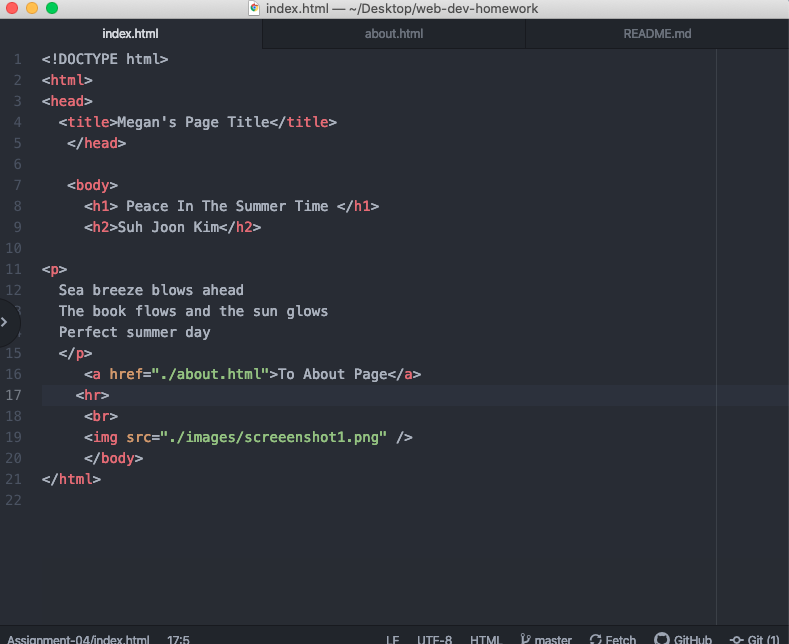 index.html — ~/Desktop/web-dev-homework
index.html about.html README.md
1 <!DOCTYPE html>
2 <html>
3 <head>
4 <title>Megan's Page Title</title>
5 </head>
6
7 <body>
8 <h1> Peace In The Summer Time </h1>
9 <h2>Suh Joon Kim</h2>
10
11 <p>
12 Sea breeze blows ahead
3 The book flows and the sun glows
Perfect summer day
15 </p>
16 <a href="./about.html">To About Page</a>
17 <hr>
18 <br>
19 <img src="./images/screeenshot1.png" />
20 </body>
21 </html>
22
Assignment-04/index.html 17:5 LF UTF-8 HTML master Fetch GitHub Git (1)